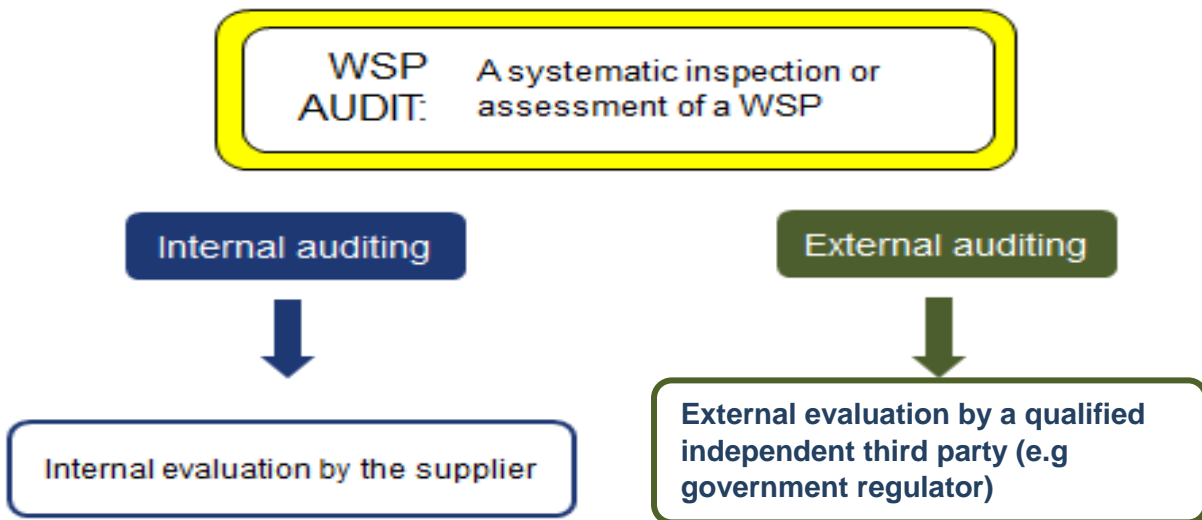 WSP
AUDIT:
A systematic inspection or
assessment of a WSP
Internal auditing
External auditing
Internal evaluation by the supplier
External evaluation by a qualified
independent third party (e.g
government regulator)